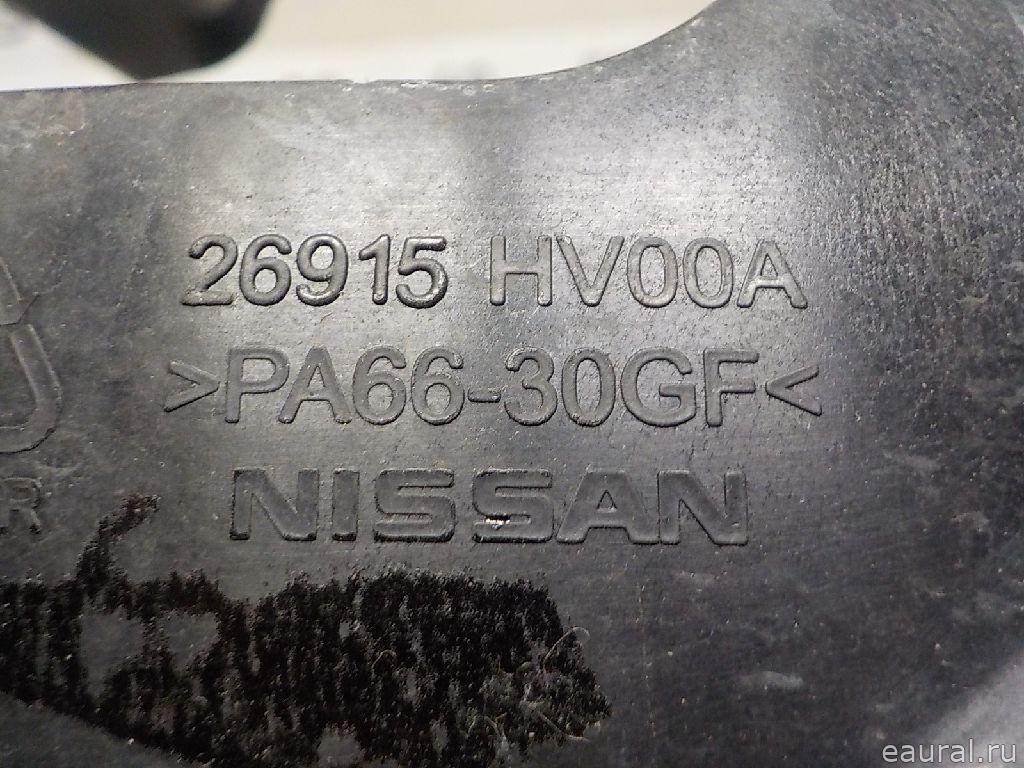 26915 HV00A
>PA66-30GF<
NISSAN
eaural.ru